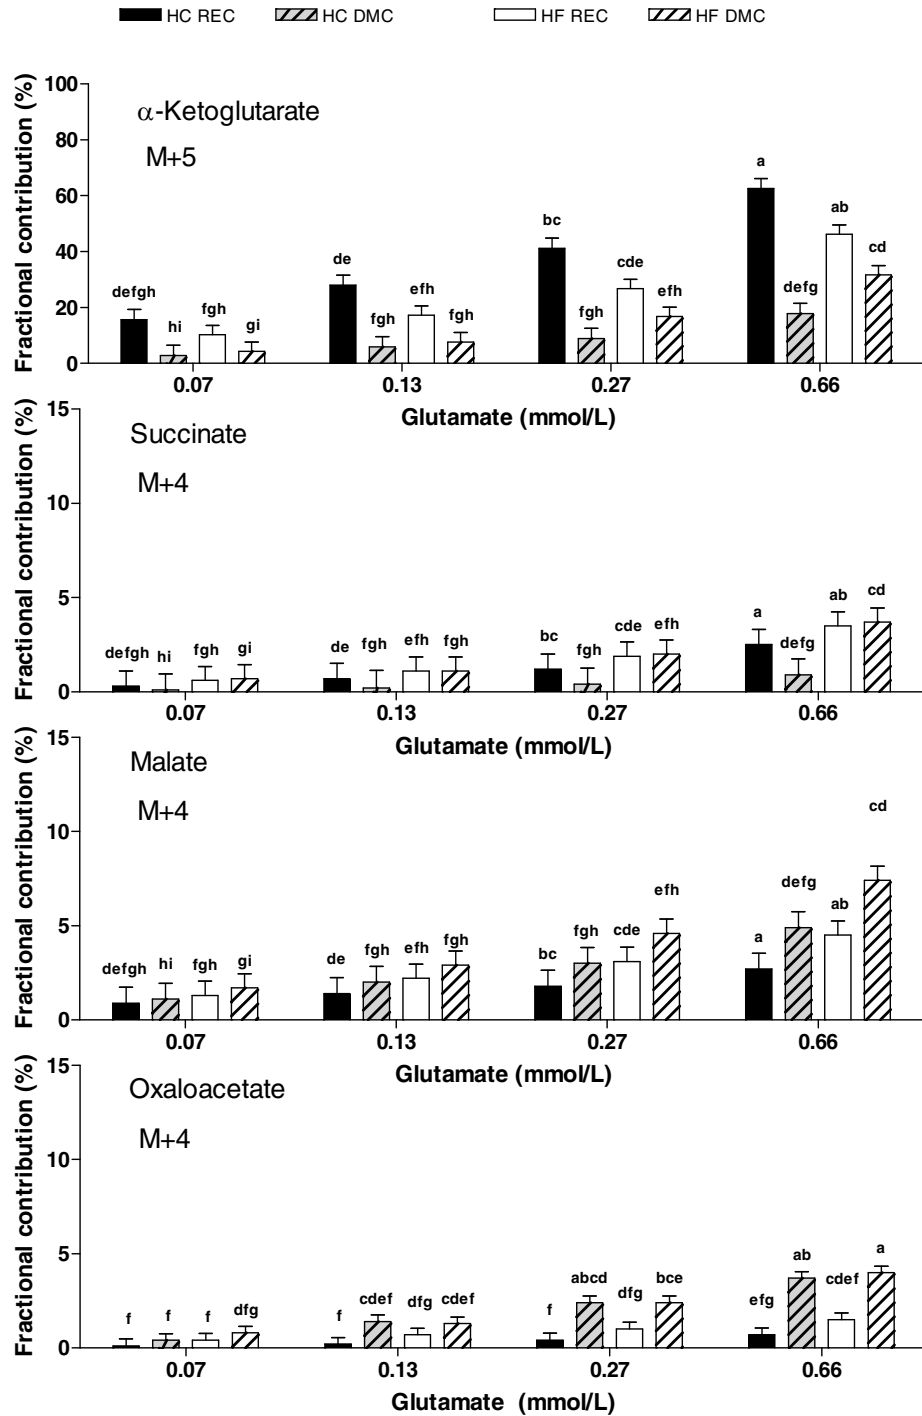 HC REC HC DMC HF REC HF DMC
Fractional contribution (%)
100
80
60
40
20
0
α-Ketoglutarate
M+5
defgh hi fgh gi de fgh efh fgh bc fgh cde efh a defg ab cd
0.07 0.13 0.27 0.66
Glutamate (mmol/L)
Fractional contribution (%)
15
10
5
0
Succinate
M+4
defgh hi fgh gi de fgh efh fgh bc fgh cde efh a defg ab cd
0.07 0.13 0.27 0.66
Glutamate (mmol/L)
Fractional contribution (%)
15
10
5
0
Malate
M+4
defgh hi fgh gi de fgh efh fgh bc fgh cde efh a defg ab cd
0.07 0.13 0.27 0.66
Glutamate (mmol/L)
Fractional contribution (%)
15
10
5
0
Oxaloacetate
M+4
f f f dfg f cdef dfg cdef f abcd dfg bce efg ab cdef a
0.07 0.13 0.27 0.66
Glutamate (mmol/L)